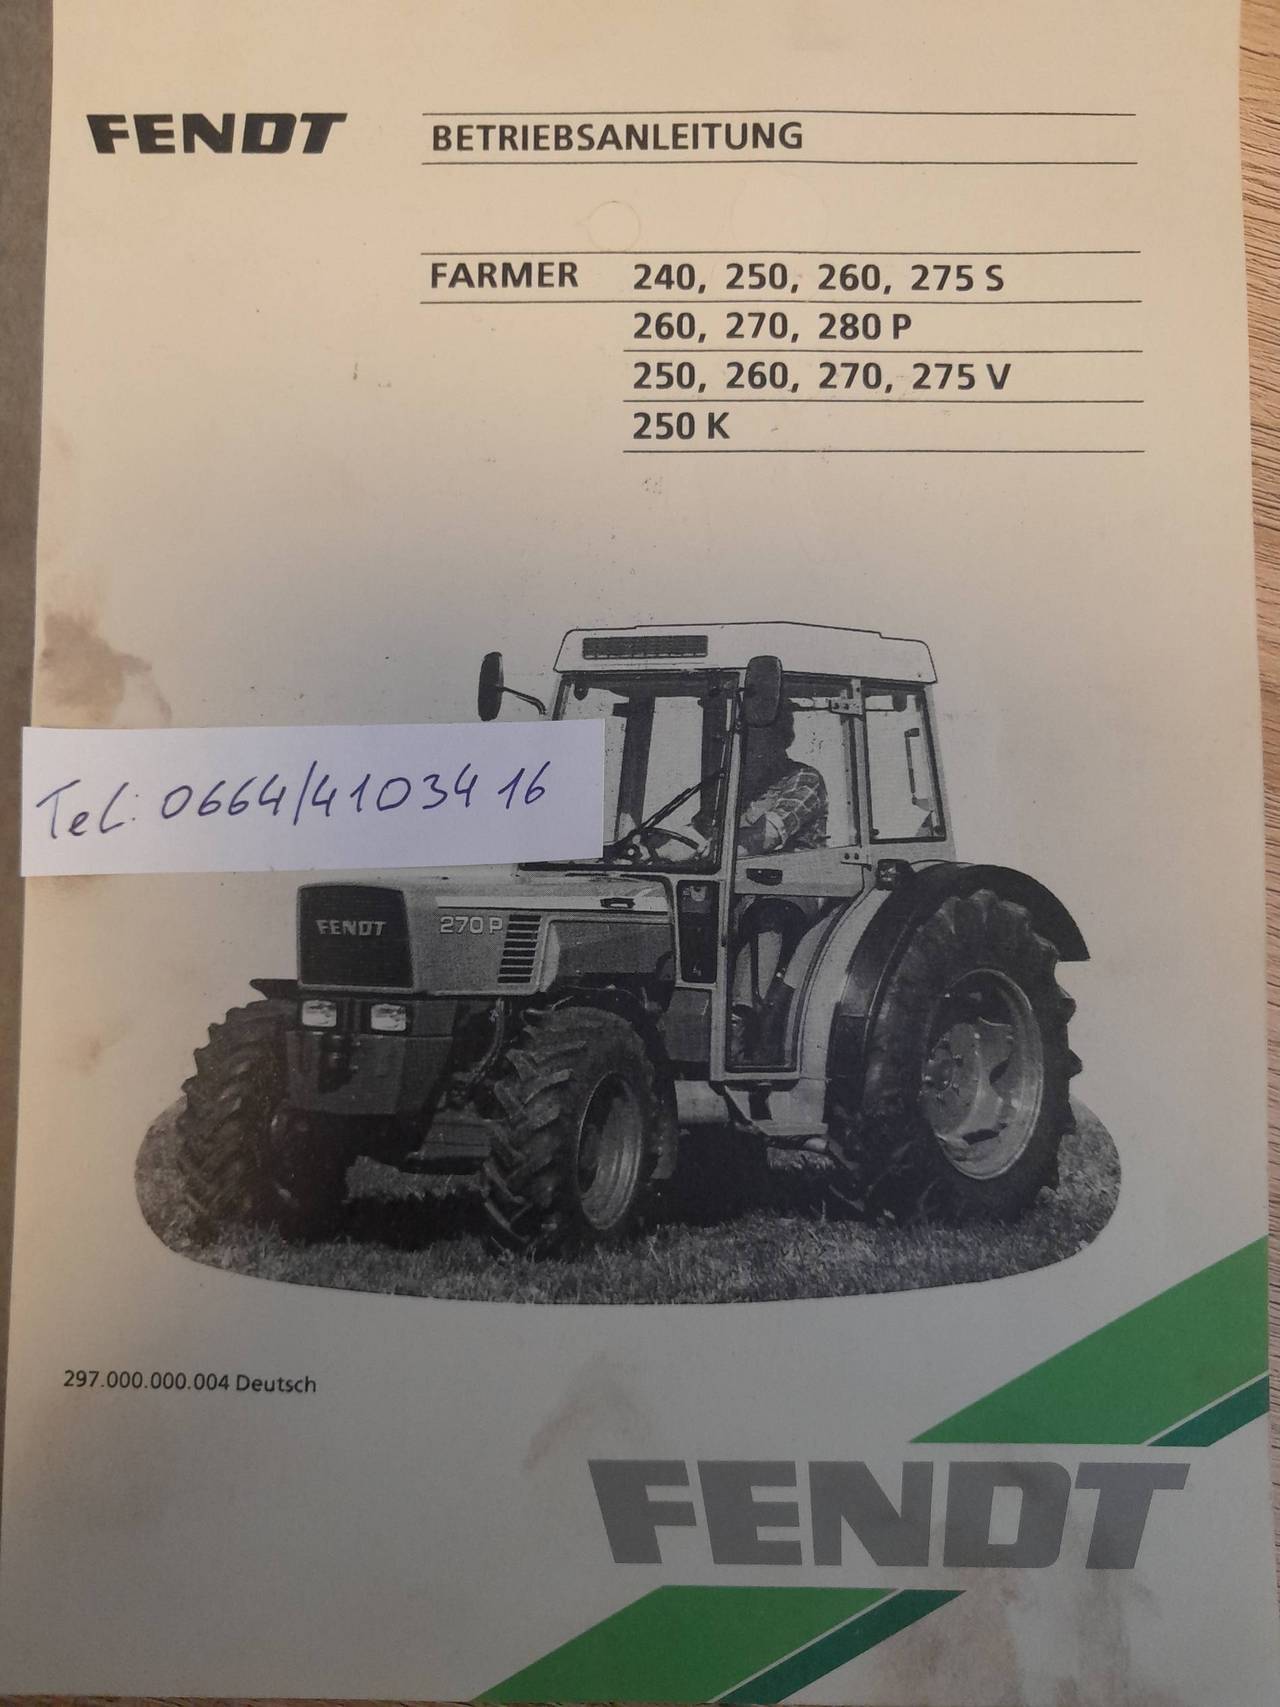 FENDT
BETRIEBSANLEITUNG
FARMER 240, 250, 260, 275 S
260, 270, 280 P
250, 260, 270, 275 V
250 K
Tel: 0664/4103416
FENDT 270 P
297.000.000.004 Deutsch
FENDT